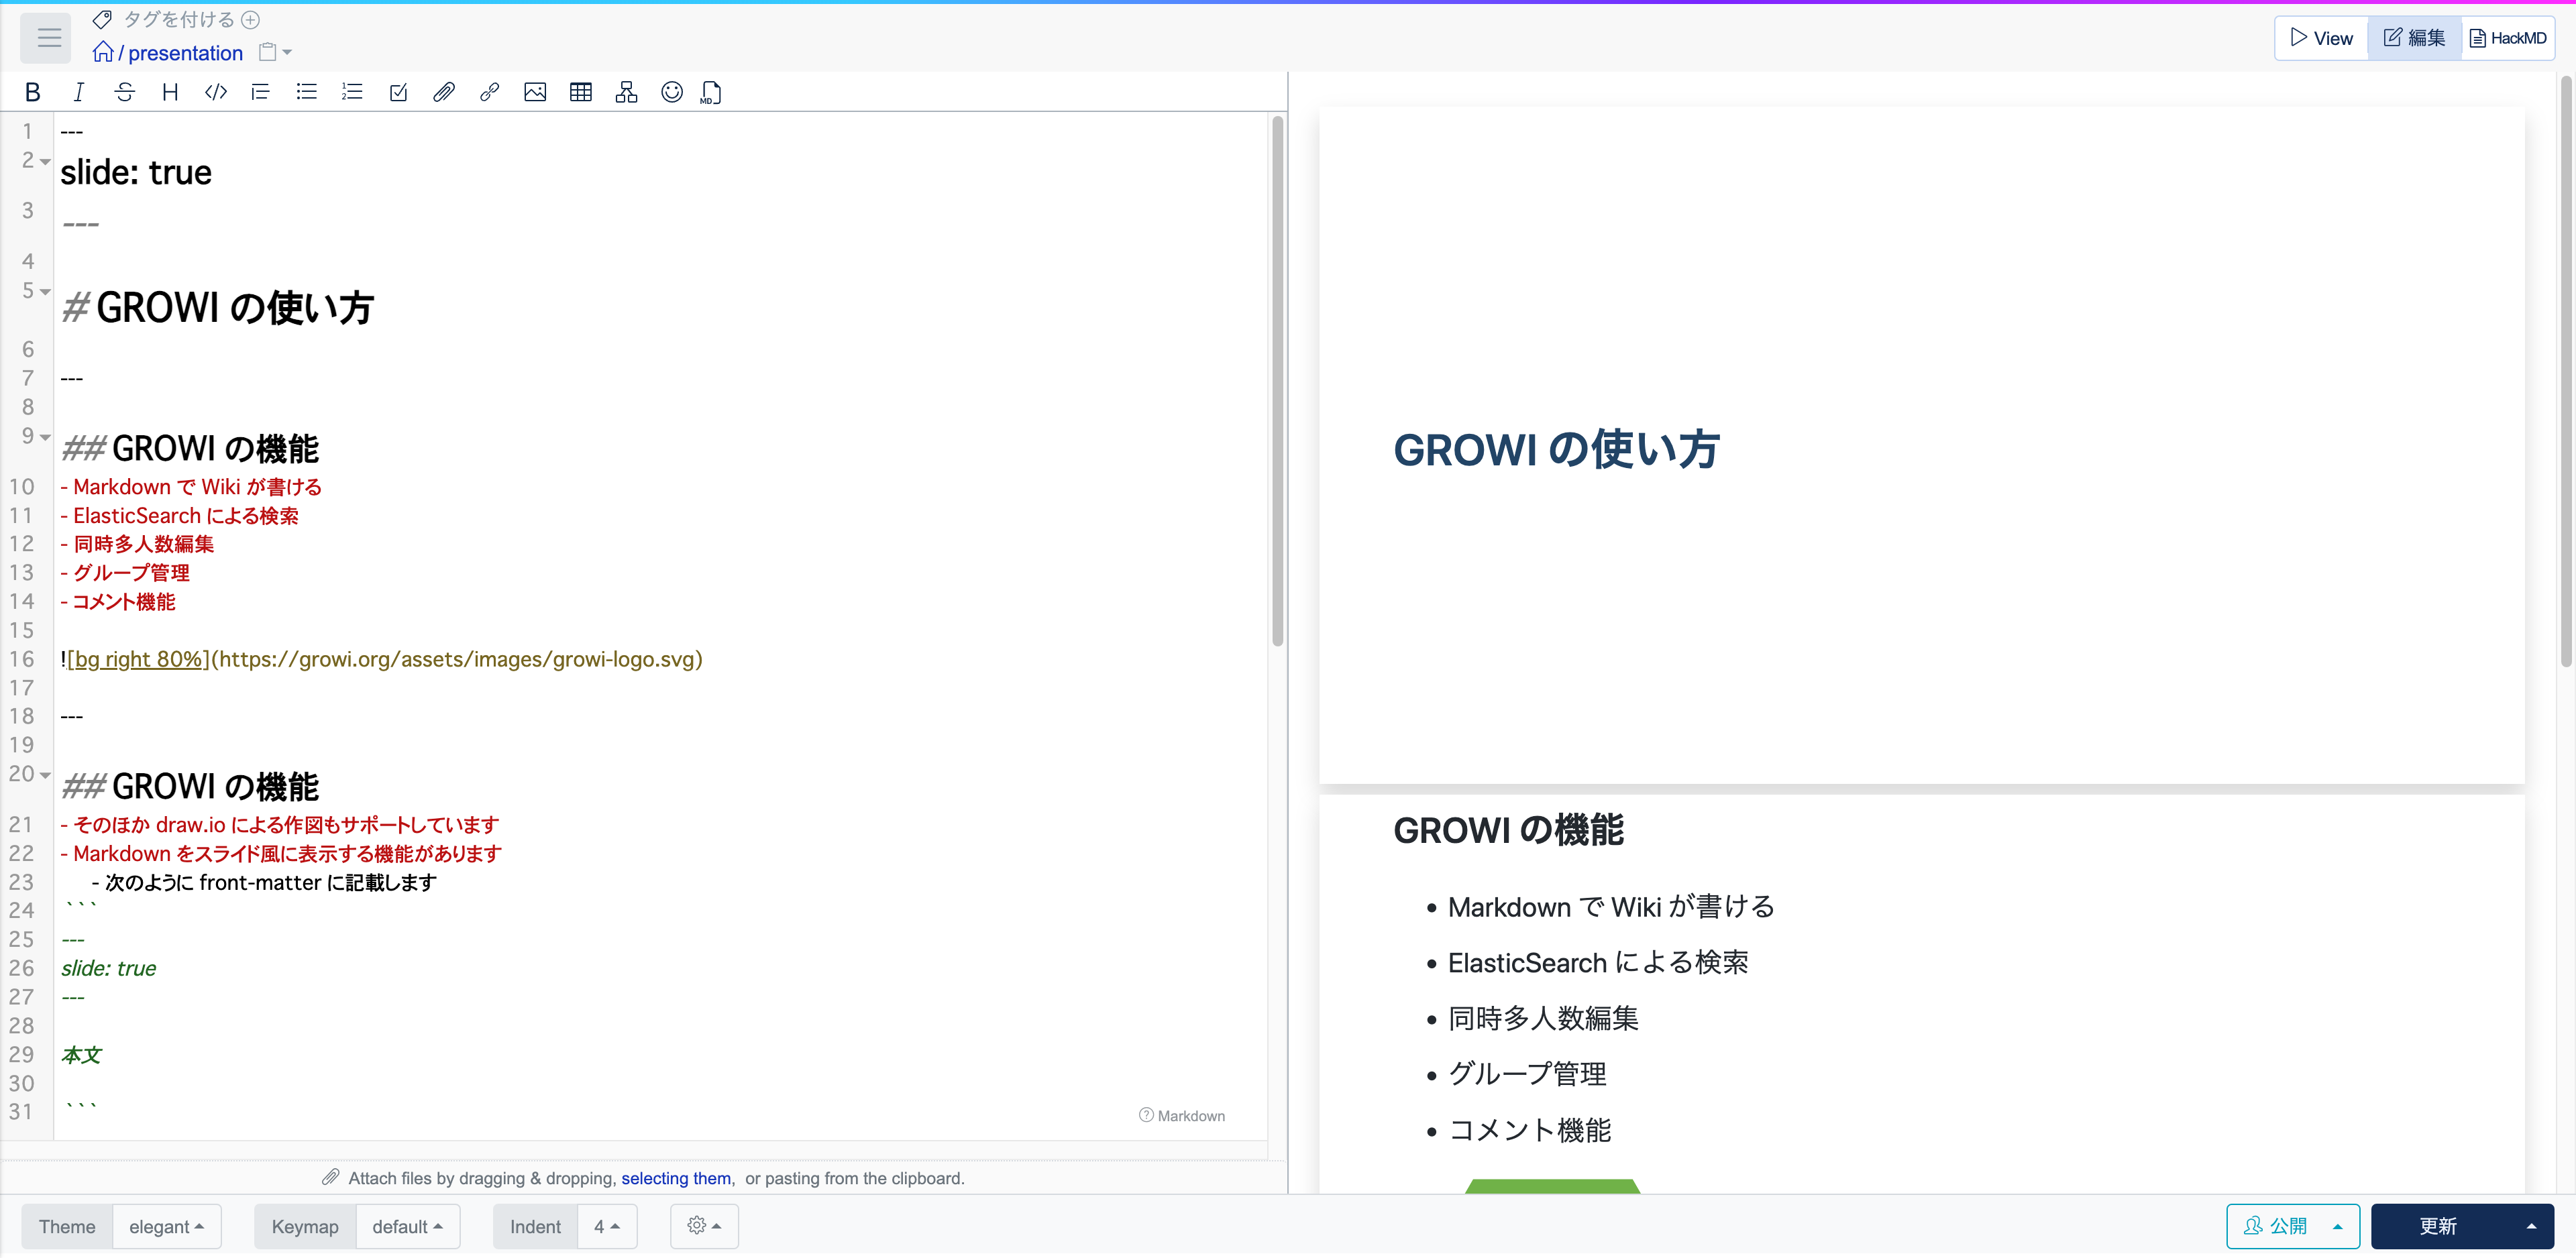 タグを付ける
/ presentation
View 編集 HackMD
B I S H </>
1 ---
2 slide: true
3 ---
4
5 # GROWI の使い方
6
7 ---
8
9 ## GROWI の機能
10 - Markdown で Wiki が書ける
11 - ElasticSearch による検索
12 - 同時多人数編集
13 - グループ管理
14 - コメント機能
15
16 ![bg right 80%](https://growi.org/assets/images/growi-logo.svg)
17
18 ---
19
20 ## GROWI の機能
21 - そのほか draw.io による作図もサポートしています
22 - Markdown をスライド風に表示する機能があります
23 - 次のように front-matter に記載します
24 ```
25 ---
26 slide: true
27 ---
28
29 本文
30
31 ```
Markdown
Attach files by dragging & dropping, selecting them, or pasting from the clipboard.
GROWI の使い方
GROWI の機能
• Markdown で Wiki が書ける
• ElasticSearch による検索
• 同時多人数編集
• グループ管理
• コメント機能
Theme elegant Keymap default Indent 4
公開 更新